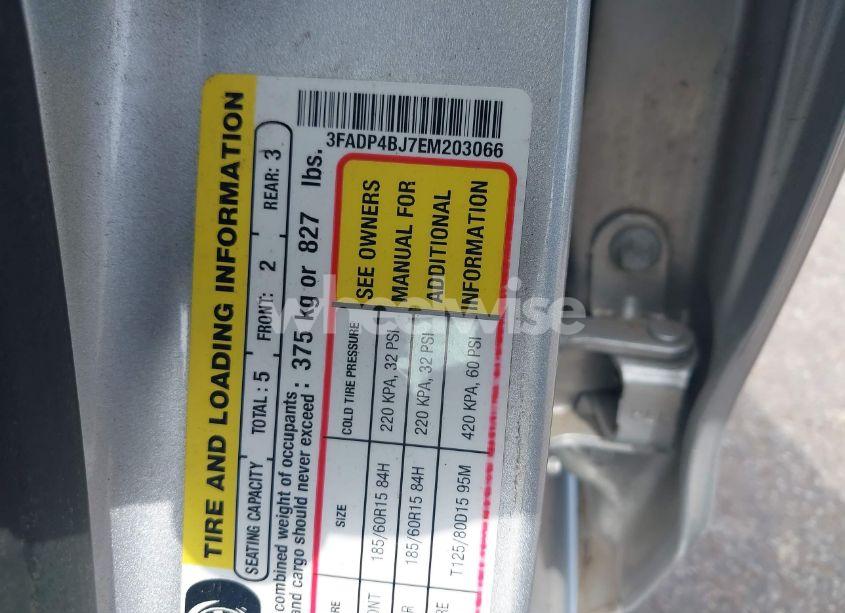 3FADP4BJ7EM203066
TIRE AND LOADING INFORMATION
SEATING CAPACITY TOTAL: 5 FRONT: 2 REAR: 3
combined weight of occupants
and cargo should never exceed: 375 kg or 827 lbs.
SIZE COLD TIRE PRESSURE
185/60R15 84H 220 KPA, 32 PSI
185/60R15 84H 220 KPA, 32 PSI
T125/80D15 95M 420 KPA, 60 PSI
SEE OWNERS
MANUAL FOR
ADDITIONAL
INFORMATION
wheelwise